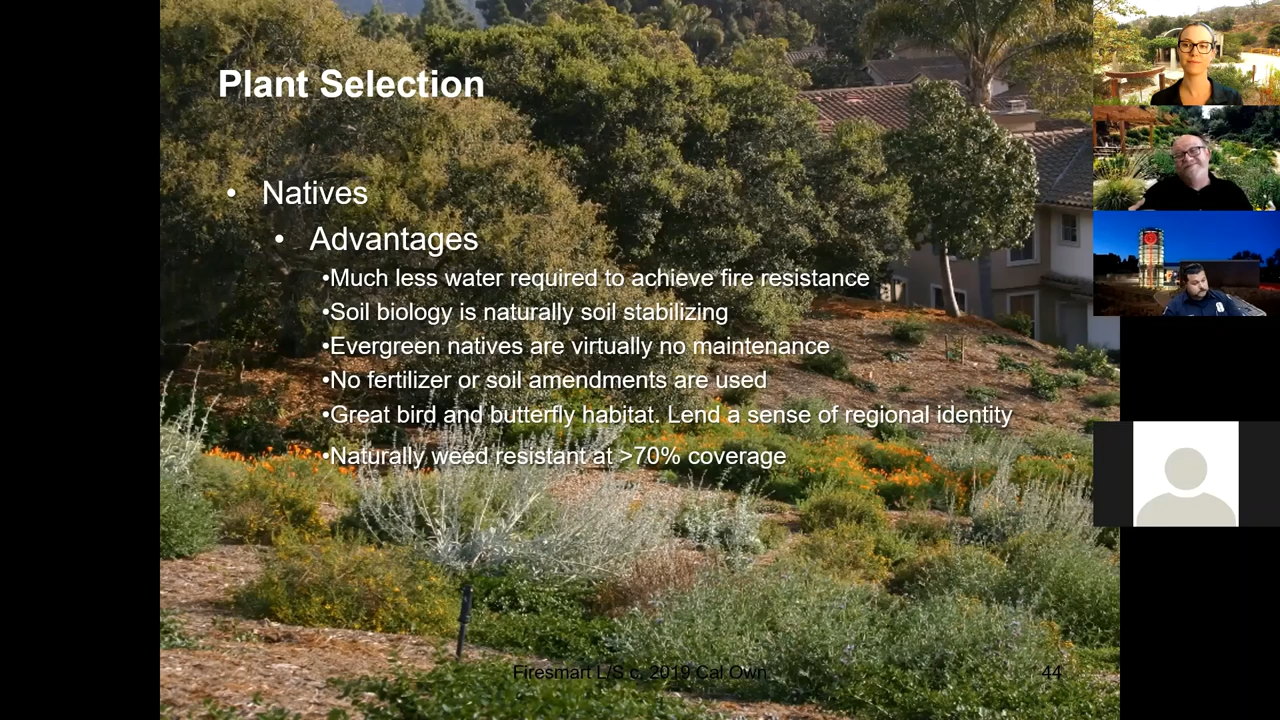 Plant Selection
• Natives
• Advantages
•Much less water required to achieve fire resistance
•Soil biology is naturally soil stabilizing
•Evergreen natives are virtually no maintenance
•No fertilizer or soil amendments are used
•Great bird and butterfly habitat. Lend a sense of regional identity
•Naturally weed resistant at >70% coverage
Firesmart L/S c. 2019 Cal Own
44